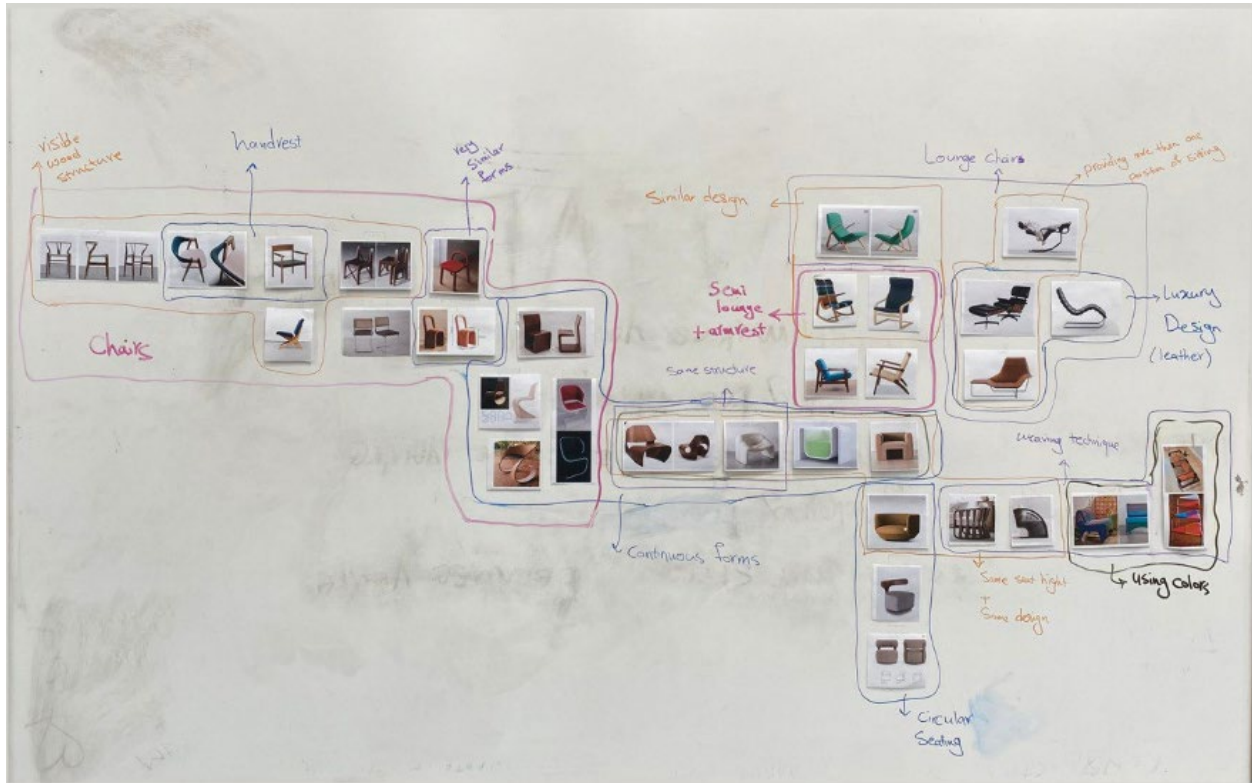 visible
wood
structure
handrest
very
similar
forms
Chairs
Similar design
Lounge chairs
providing more than one
position of sitting
Semi
lounge
+ armrest
Luxury
Design
(leather)
Same structure
weaving technique
Continuous forms
Same seat hight
+
Same design
using colors
Circular
Seating